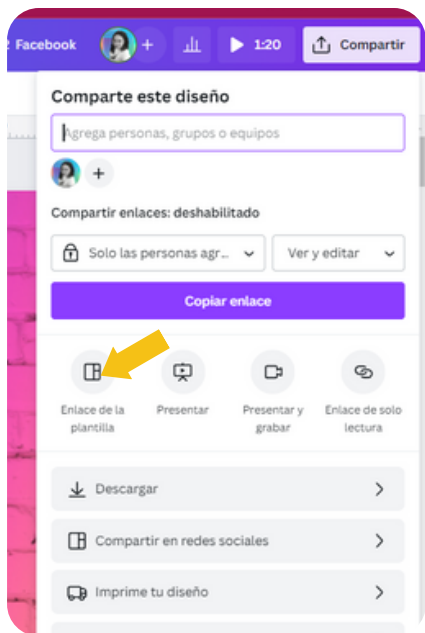 Facebook
1:20
Compartir
Comparte este diseño
Agrega personas, grupos o equipos
Compartir enlaces: deshabilitado
Solo las personas agr...
Ver y editar
Copiar enlace
Enlace de la plantilla
Presentar
Presentar y grabar
Enlace de solo lectura
Descargar
Compartir en redes sociales
Imprime tu diseño